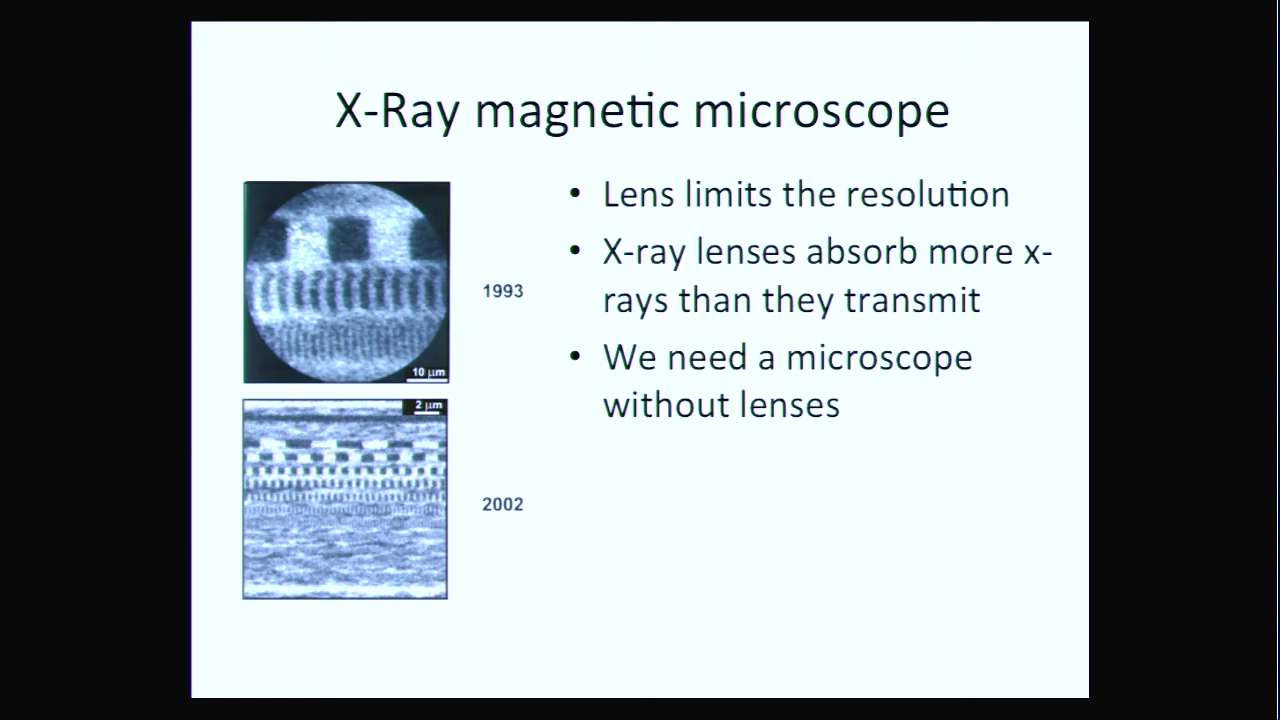 X-Ray magnetic microscope
• Lens limits the resolution
• X-ray lenses absorb more x-
rays than they transmit
• We need a microscope
without lenses
1993
10 µm
2 µm
2002